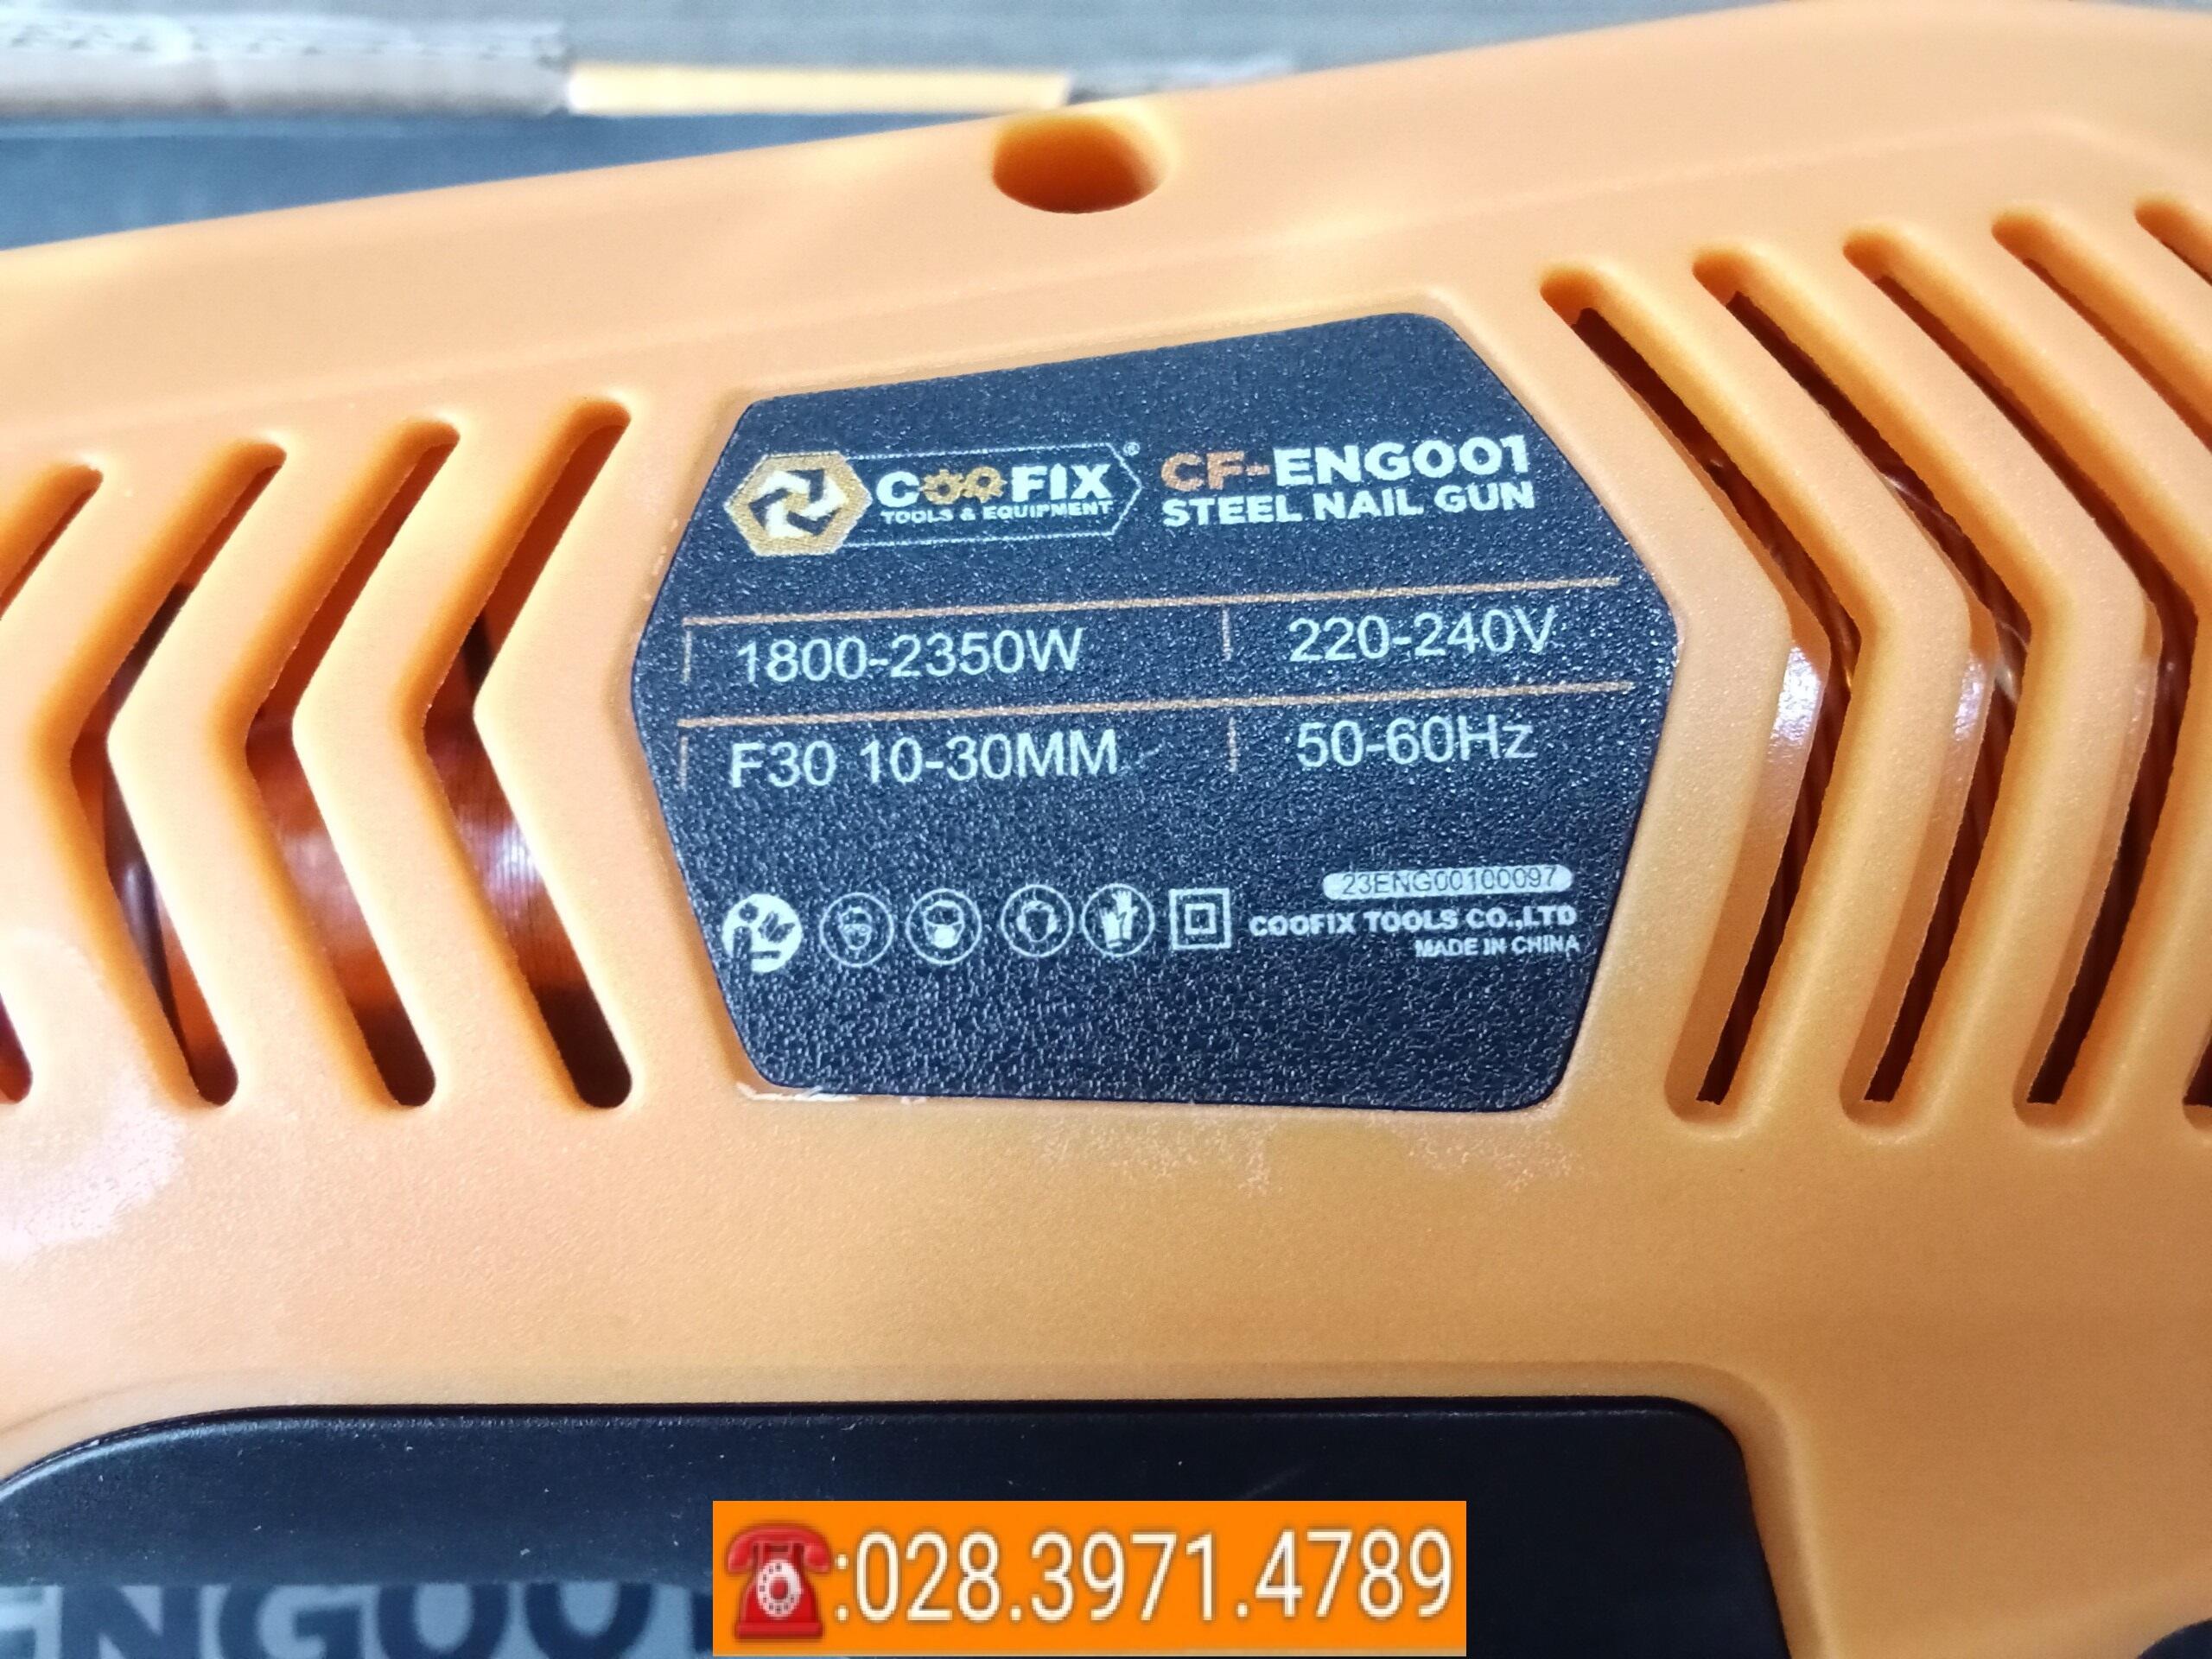 COOFIX® CF-ENG001
TOOLS & EQUIPMENT STEEL NAIL GUN
1800-2350W 220-240V
F30 10-30MM 50-60Hz
23ENG00100097
COOFIX TOOLS CO.,LTD
MADE IN CHINA
ENG001
☎:028.3971.4789